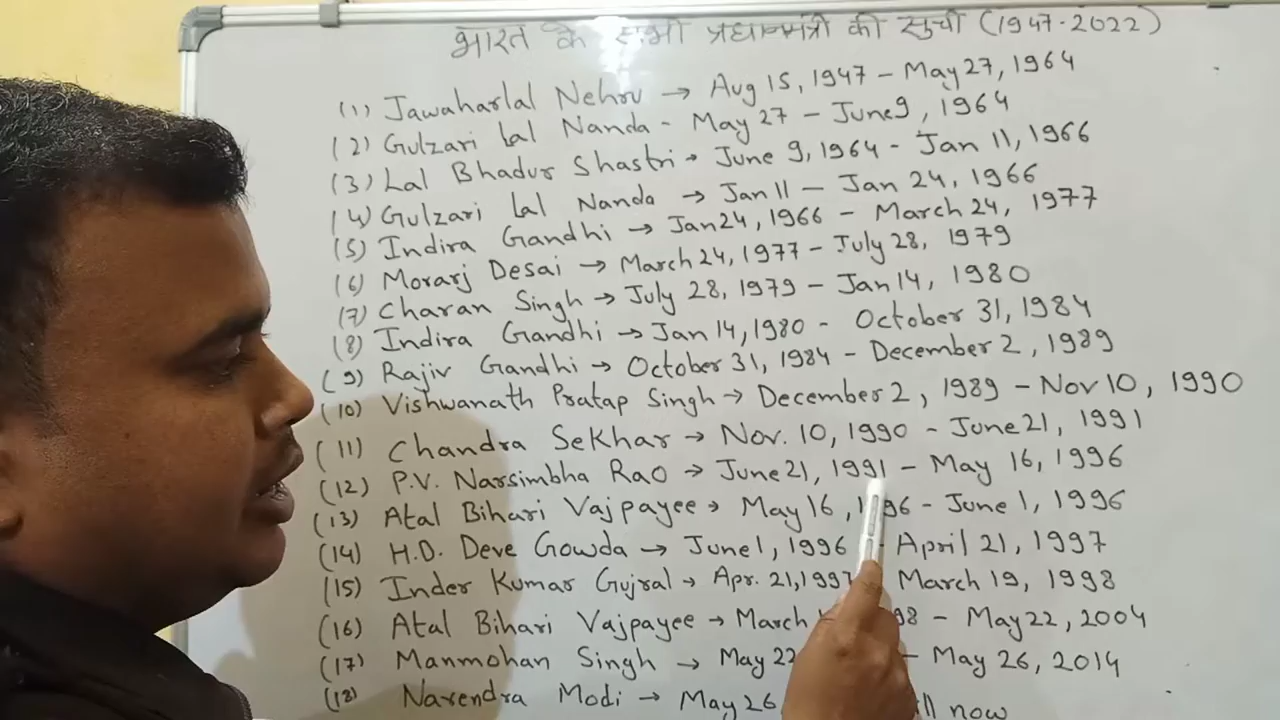 भारत के सभी प्रधानमंत्री की सुची (1947-2022)
(1) Jawaharlal Nehru → Aug 15, 1947 – May 27, 1964
(2) Gulzari Lal Nanda - May 27 – June 9, 1964
(3) Lal Bhadur Shastri → June 9, 1964 - Jan 11, 1966
(4) Gulzari Lal Nanda → Jan 11 – Jan 24, 1966
(5) Indira Gandhi → Jan 24, 1966 – March 24, 1977
(6) Morarj Desai → March 24, 1977 – July 28, 1979
(7) Charan Singh → July 28, 1979 – Jan 14, 1980
(8) Indira Gandhi → Jan 14, 1980 - October 31, 1984
(9) Rajiv Gandhi → October 31, 1984 – December 2, 1989
(10) Vishwanath Pratap Singh → December 2, 1989 – Nov 10, 1990
(11) Chandra Sekhar → Nov. 10, 1990 - June 21, 1991
(12) P.V. Narsimbha Rao → June 21, 1991 – May 16, 1996
(13) Atal Bihari Vajpayee → May 16, 1996 - June 1, 1996
(14) H.D. Deve Gowda → June 1, 1996 - April 21, 1997
(15) Inder Kumar Gujral → Apr. 21, 1997 March 19, 1998
(16) Atal Bihari Vajpayee → March 98 – May 22, 2004
(17) Manmohan Singh → May 22 – May 26, 2014
(18) Narendra Modi → May 26 now